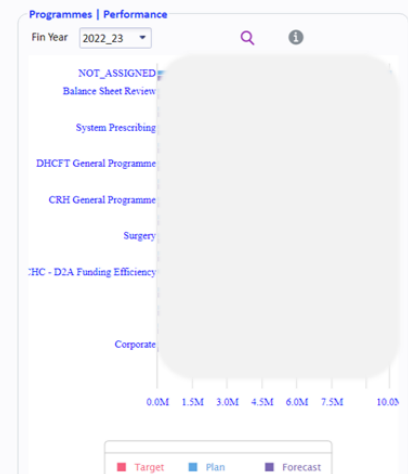 Programmes | Performance
Fin Year 2022_23
NOT_ASSIGNED
Balance Sheet Review
System Prescribing
DHCFT General Programme
CRH General Programme
Surgery
CHC - D2A Funding Efficiency
Corporate
0.0M 1.5M 3.0M 4.5M 6.0M 7.5M 10.0M
Target Plan Forecast